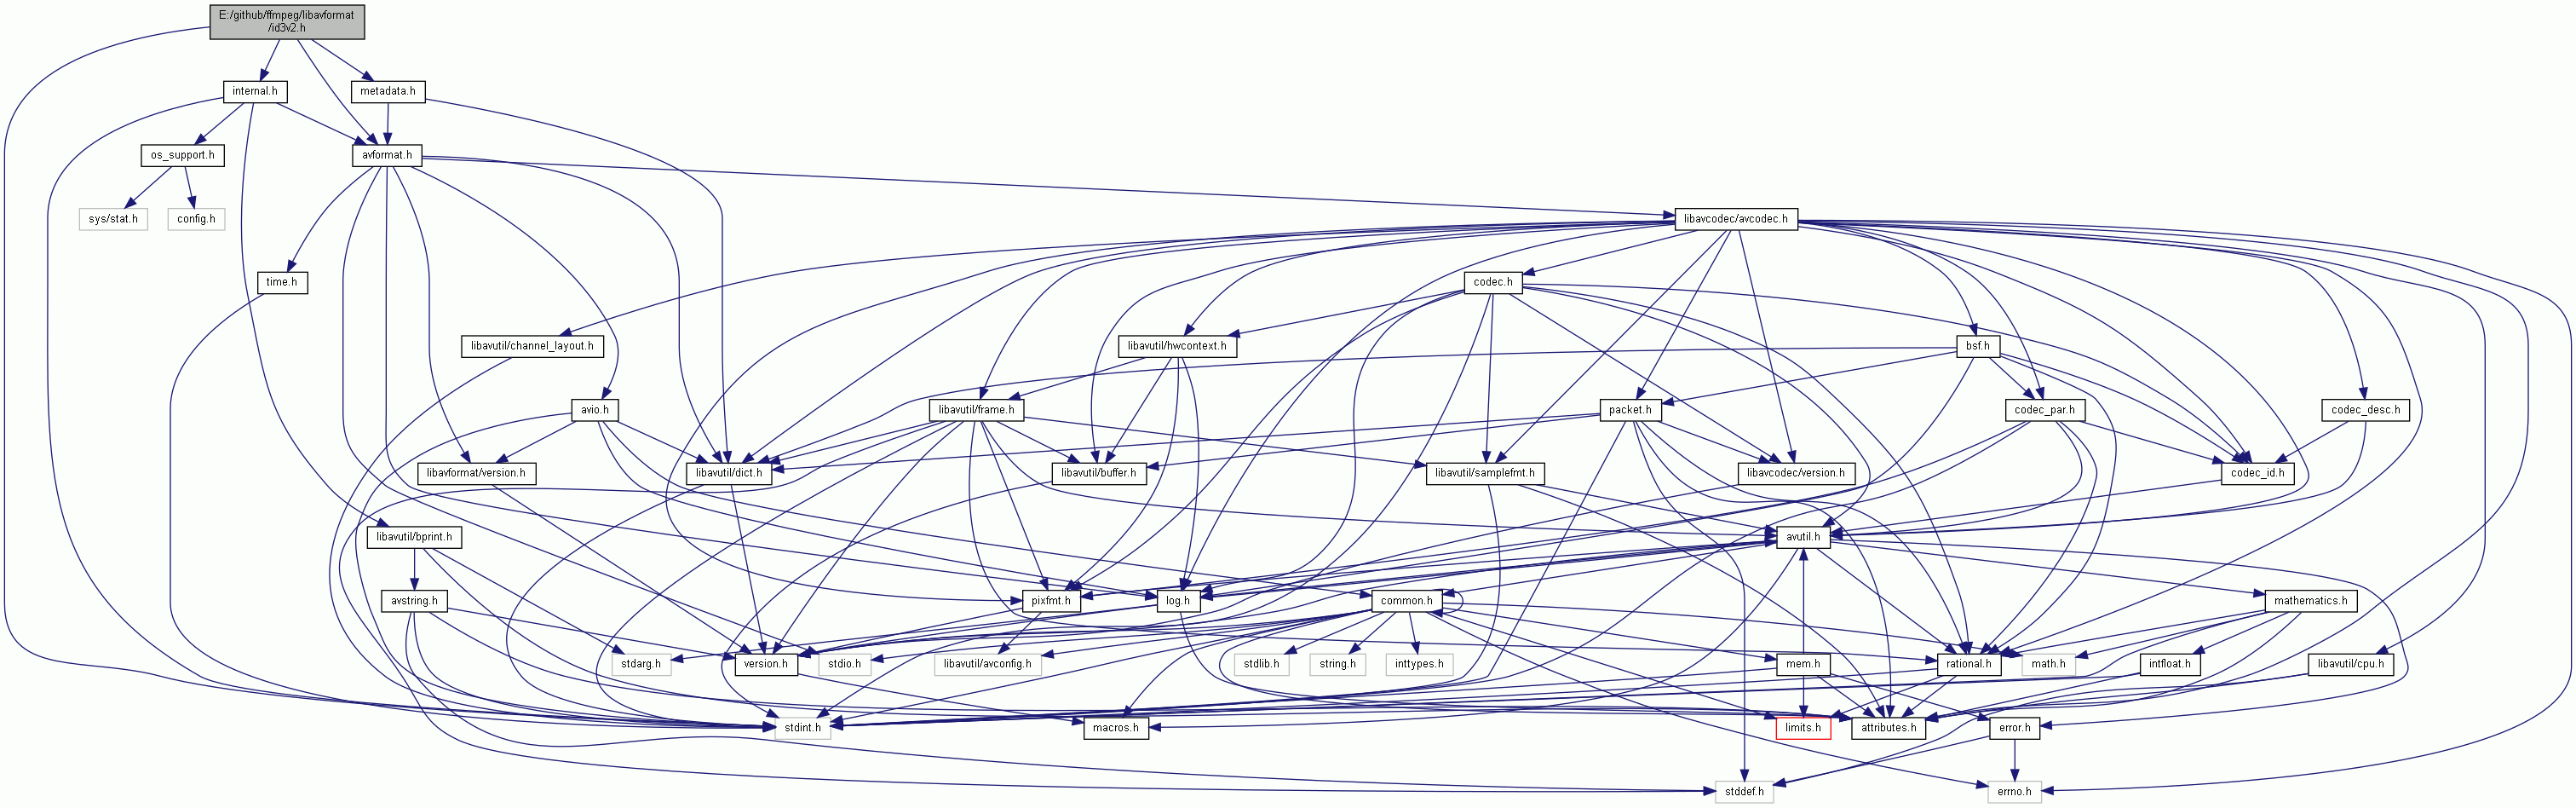 E:/github/ffmpeg/libavformat
/id3v2.h
internal.h
metadata.h
os_support.h
avformat.h
sys/stat.h
config.h
libavcodec/avcodec.h
time.h
codec.h
libavutil/channel_layout.h
libavutil/hwcontext.h
bsf.h
avio.h
libavutil/frame.h
packet.h
codec_par.h
codec_desc.h
libavformat/version.h
libavutil/dict.h
libavutil/buffer.h
libavutil/samplefmt.h
libavcodec/version.h
codec_id.h
libavutil/bprint.h
avutil.h
avstring.h
pixfmt.h
log.h
common.h
mathematics.h
stdarg.h
version.h
stdio.h
libavutil/avconfig.h
stdlib.h
string.h
inttypes.h
mem.h
rational.h
math.h
intfloat.h
libavutil/cpu.h
stdint.h
macros.h
limits.h
attributes.h
error.h
stddef.h
errno.h